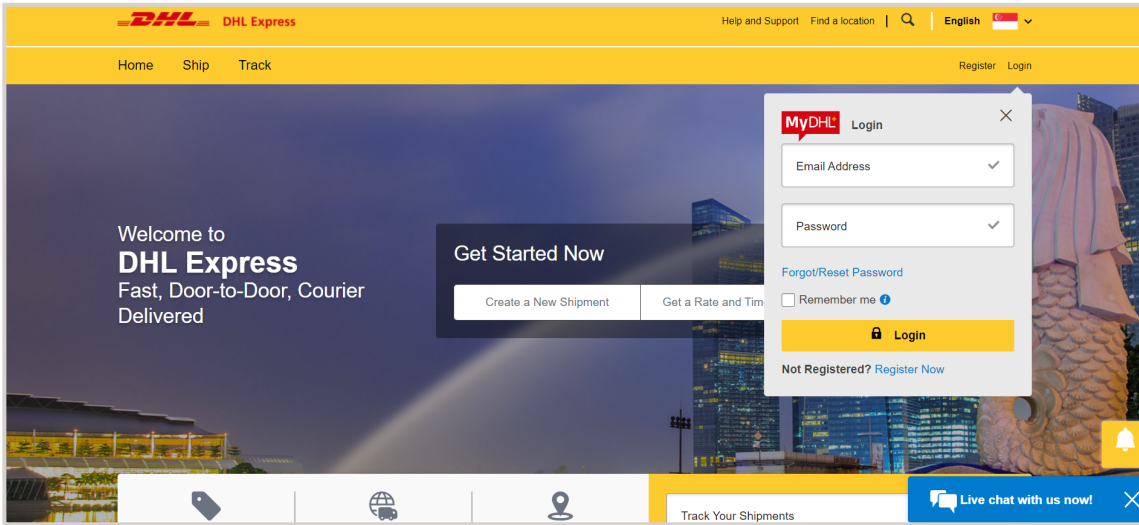 DHL DHL Express
Help and Support Find a location English
Home Ship Track
Register Login
MyDHL+ Login
Email Address
Password
Forgot/Reset Password
Remember me
Login
Not Registered? Register Now
Welcome to
DHL Express
Fast, Door-to-Door, Courier
Delivered
Get Started Now
Create a New Shipment
Get a Rate and Tim
Track Your Shipments
Live chat with us now!